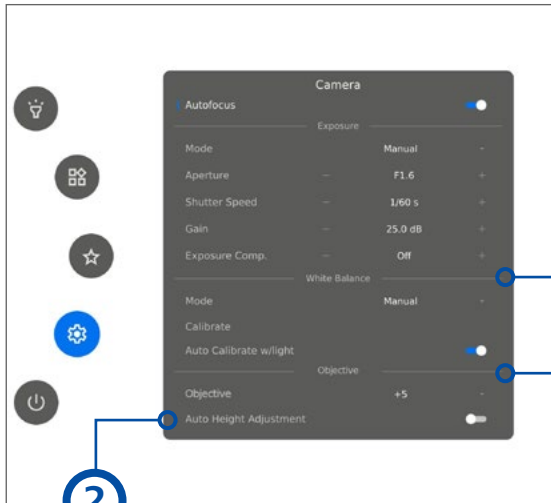 Camera
Autofocus
Exposure
Mode Manual -
Aperture − F1.6 +
Shutter Speed − 1/60 s +
Gain − 25.0 dB +
Exposure Comp. − Off +
White Balance
Mode Manual -
Calibrate
Auto Calibrate w/light
Objective
Objective +5 -
Auto Height Adjustment
2